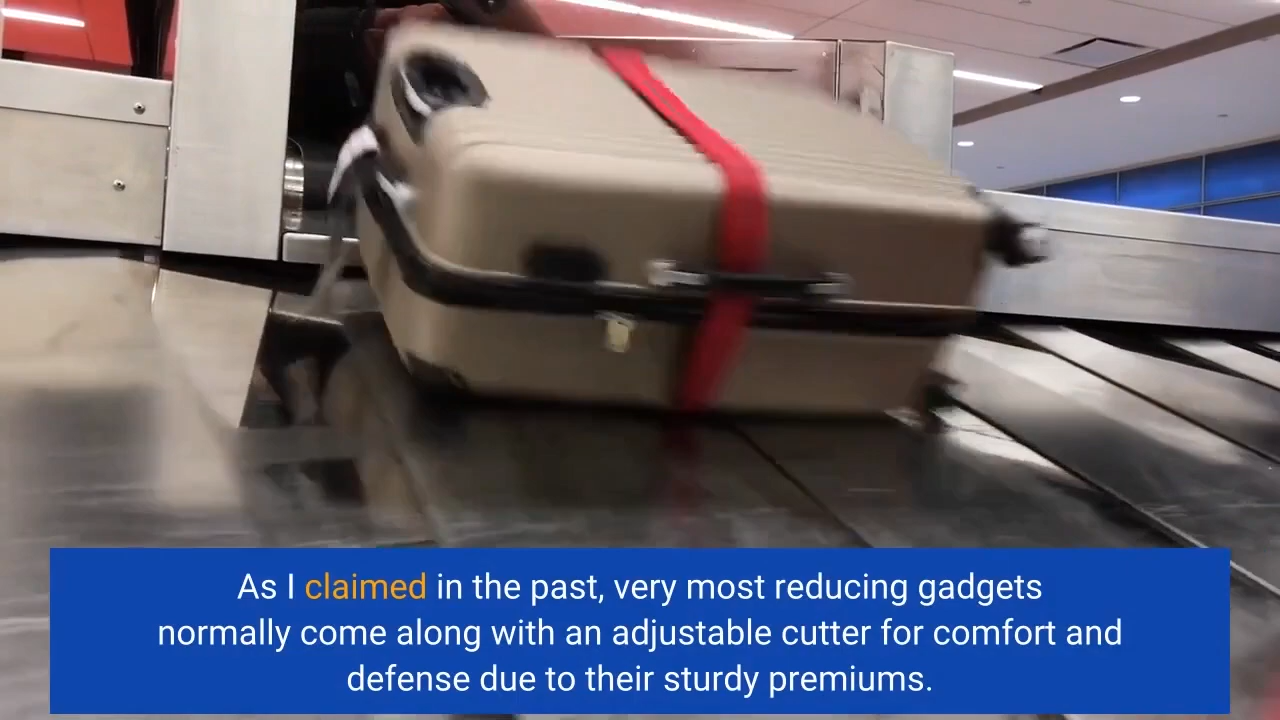 As I claimed in the past, very most reducing gadgets
normally come along with an adjustable cutter for comfort and
defense due to their sturdy premiums.